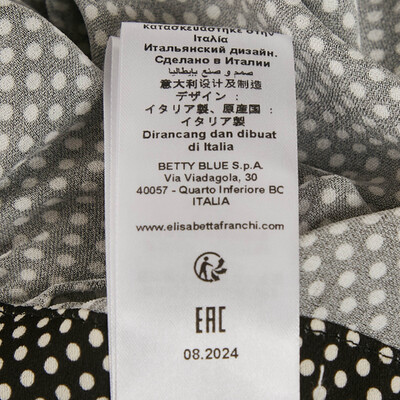 κατασκευάστηκε στην
Ιταλία
Итальянский дизайн.
Сделано в Италии
صمم و صنع بإيطاليا
意大利设计及制造
デザイン :
イタリア製、原産国 :
イタリア製
Dirancang dan dibuat
di Italia
BETTY BLUE S.p.A.
Via Viadagola, 30
40057 - Quarto Inferiore BO
ITALIA
www.elisabettafranchi.com
EAC
08.2024